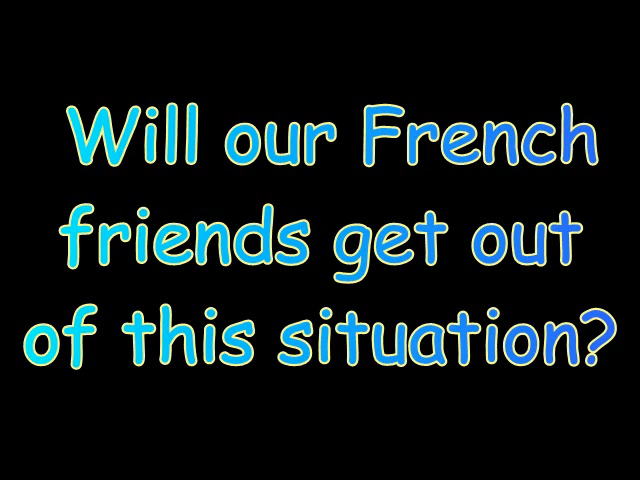 Will our French
friends get out
of this situation?